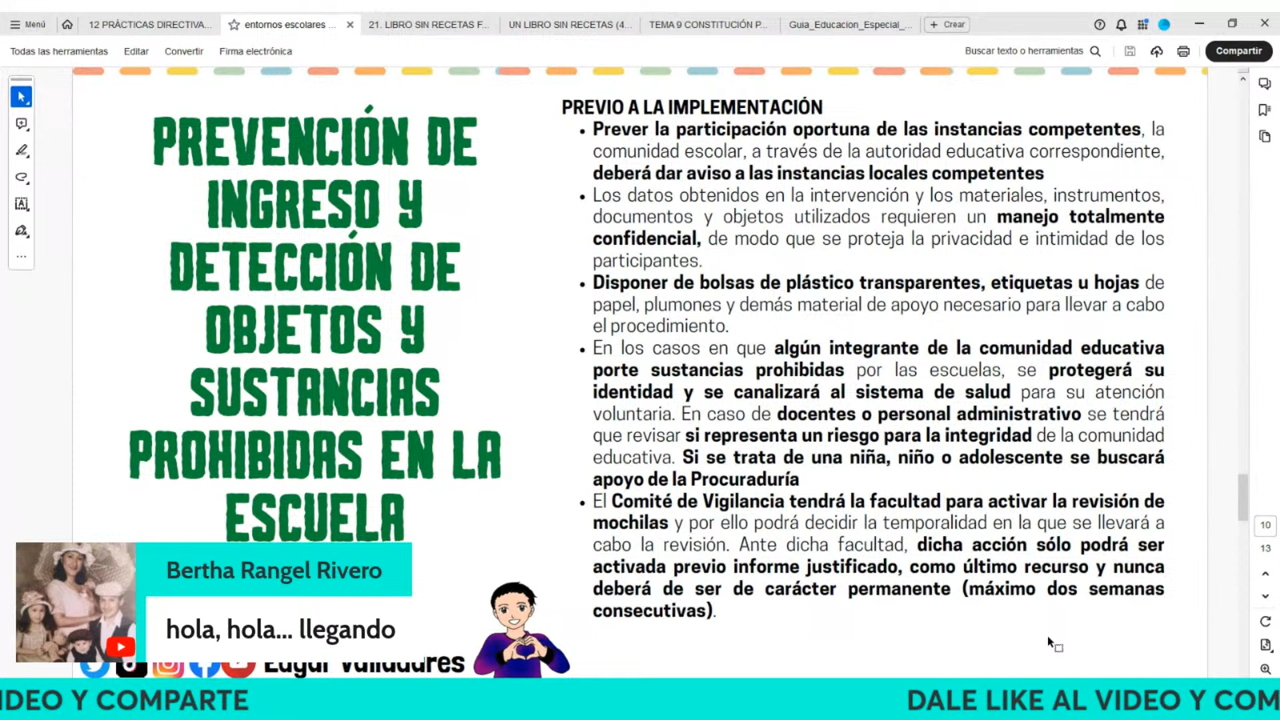 Menú
12 PRÁCTICAS DIRECTIVA...
entornos escolares ...
21. LIBRO SIN RECETAS F...
UN LIBRO SIN RECETAS (4...
TEMA 9 CONSTITUCIÓN P...
Guia_Educacion_Especial_...
+ Crear
Todas las herramientas
Editar
Convertir
Firma electrónica
Buscar texto o herramientas
Compartir
PREVENCIÓN DE
INGRESO Y
DETECCIÓN DE
OBJETOS Y
SUSTANCIAS
PROHIBIDAS EN LA
ESCUELA
PREVIO A LA IMPLEMENTACIÓN
• Prever la participación oportuna de las instancias competentes, la
comunidad escolar, a través de la autoridad educativa correspondiente,
deberá dar aviso a las instancias locales competentes
• Los datos obtenidos en la intervención y los materiales, instrumentos,
documentos y objetos utilizados requieren un manejo totalmente
confidencial, de modo que se proteja la privacidad e intimidad de los
participantes.
• Disponer de bolsas de plástico transparentes, etiquetas u hojas de
papel, plumones y demás material de apoyo necesario para llevar a cabo
el procedimiento.
• En los casos en que algún integrante de la comunidad educativa
porte sustancias prohibidas por las escuelas, se protegerá su
identidad y se canalizará al sistema de salud para su atención
voluntaria. En caso de docentes o personal administrativo se tendrá
que revisar si representa un riesgo para la integridad de la comunidad
educativa. Si se trata de una niña, niño o adolescente se buscará
apoyo de la Procuraduría
• El Comité de Vigilancia tendrá la facultad para activar la revisión de
mochilas y por ello podrá decidir la temporalidad en la que se llevará a
cabo la revisión. Ante dicha facultad, dicha acción sólo podrá ser
activada previo informe justificado, como último recurso y nunca
deberá de ser de carácter permanente (máximo dos semanas
consecutivas).
10
13
Bertha Rangel Rivero
hola, hola... llegando
Edgar Valladares
IDEO Y COMPARTE
DALE LIKE AL VIDEO Y COM